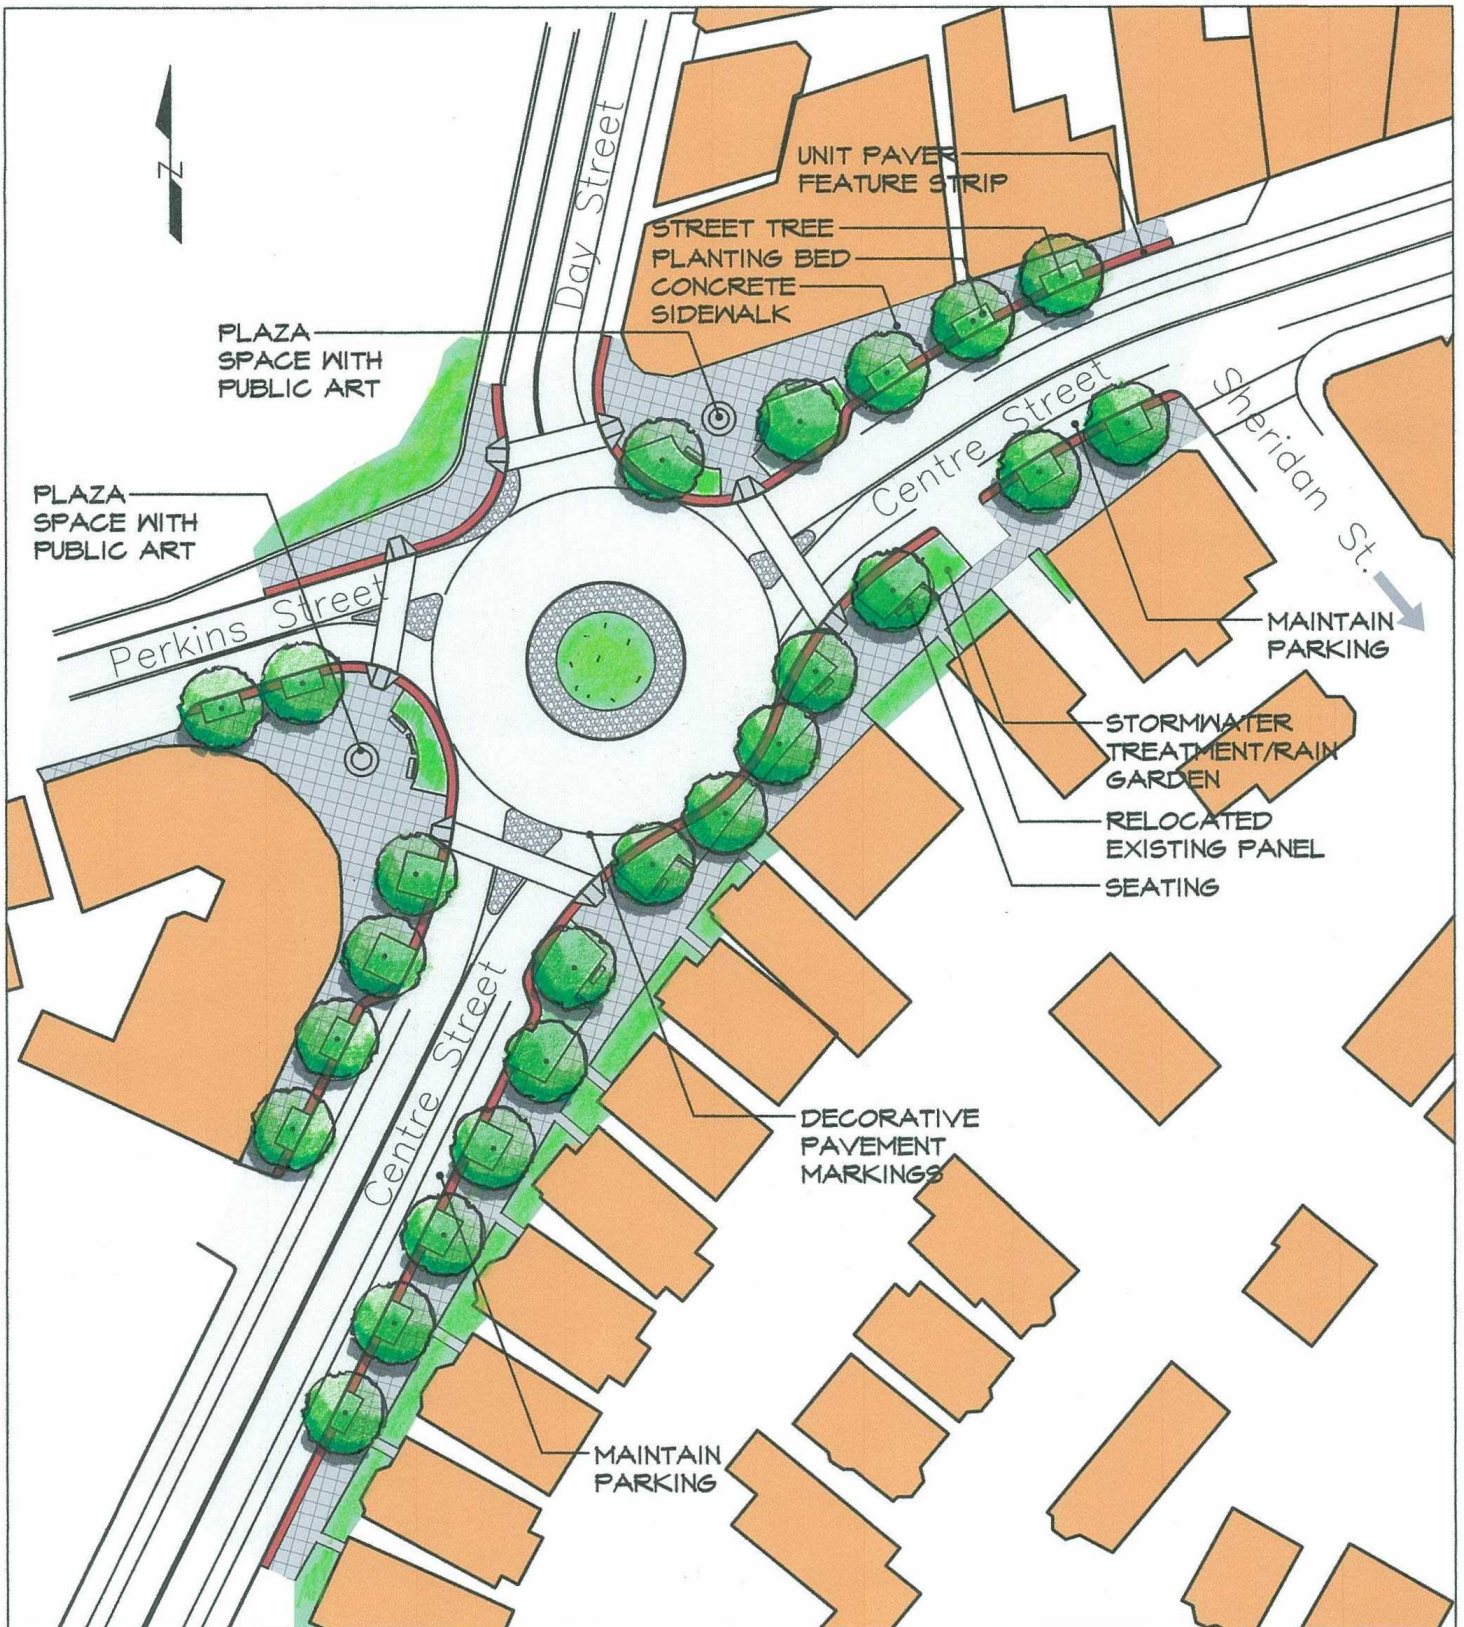 N
Day Street
UNIT PAVER
FEATURE STRIP
STREET TREE
PLANTING BED
CONCRETE
SIDEWALK
PLAZA
SPACE WITH
PUBLIC ART
Centre Street
Sheridan St.
PLAZA
SPACE WITH
PUBLIC ART
Perkins Street
MAINTAIN
PARKING
STORMWATER
TREATMENT/RAIN
GARDEN
RELOCATED
EXISTING PANEL
SEATING
Centre Street
DECORATIVE
PAVEMENT
MARKINGS
MAINTAIN
PARKING